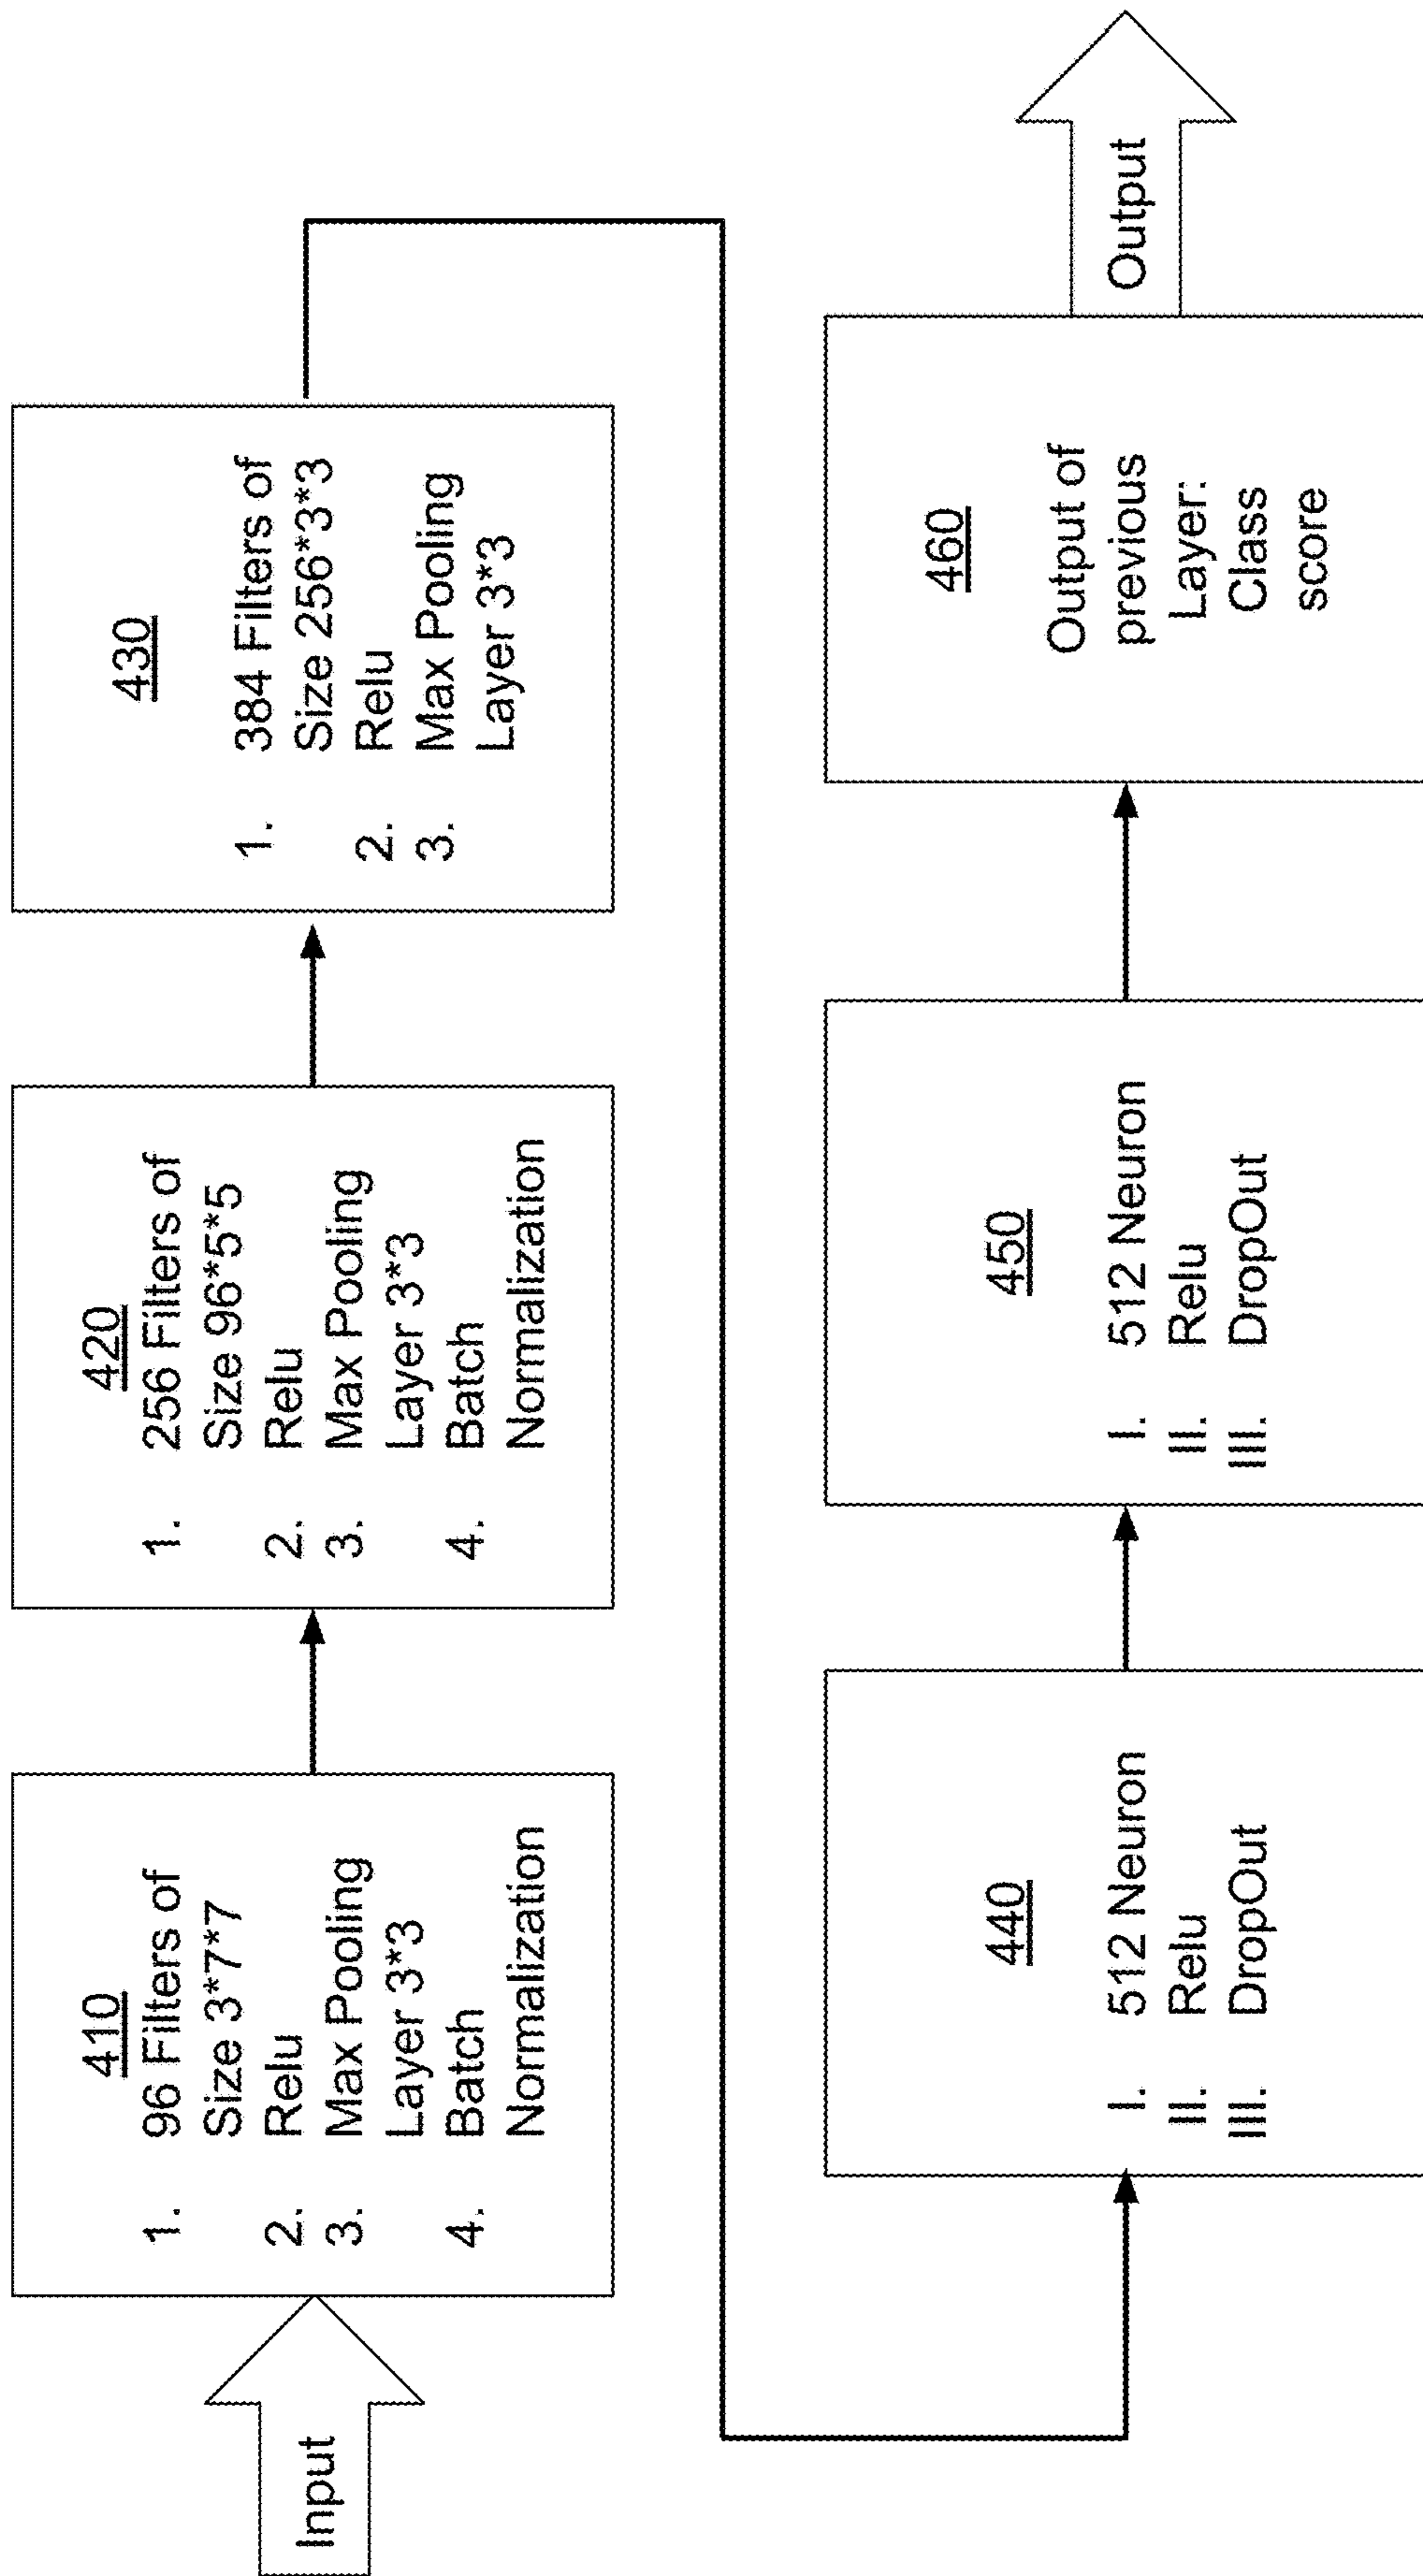 Input
410
1. 96 Filters of
Size 3*7*7
2. Relu
3. Max Pooling
Layer 3*3
4. Batch
Normalization
420
1. 256 Filters of
Size 96*5*5
2. Relu
3. Max Pooling
Layer 3*3
4. Batch
Normalization
430
1. 384 Filters of
Size 256*3*3
2. Relu
3. Max Pooling
Layer 3*3
440
I. 512 Neuron
II. Relu
III. DropOut
450
I. 512 Neuron
II. Relu
III. DropOut
460
Output of
previous
Layer:
Class
score
Output